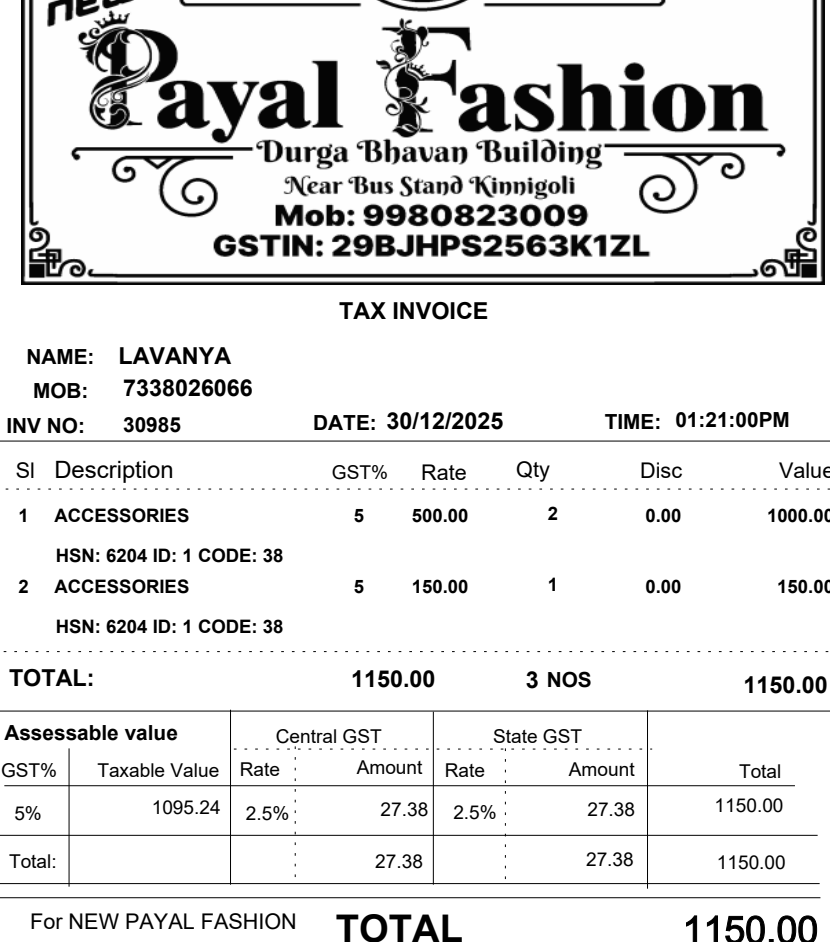 new
Payal Fashion
Durga Bhavan Building
Near Bus Stand Kinnigoli
Mob: 9980823009
GSTIN: 29BJHPS2563K1ZL
TAX INVOICE
NAME: LAVANYA
MOB: 7338026066
INV NO: 30985 DATE: 30/12/2025 TIME: 01:21:00PM
Sl Description GST% Rate Qty Disc Value
1 ACCESSORIES 5 500.00 2 0.00 1000.00
HSN: 6204 ID: 1 CODE: 38
2 ACCESSORIES 5 150.00 1 0.00 150.00
HSN: 6204 ID: 1 CODE: 38
TOTAL: 1150.00 3 NOS 1150.00
Assessable value Central GST State GST
GST% Taxable Value Rate Amount Rate Amount Total
5% 1095.24 2.5% 27.38 2.5% 27.38 1150.00
Total: 27.38 27.38 1150.00
For NEW PAYAL FASHION TOTAL 1150.00